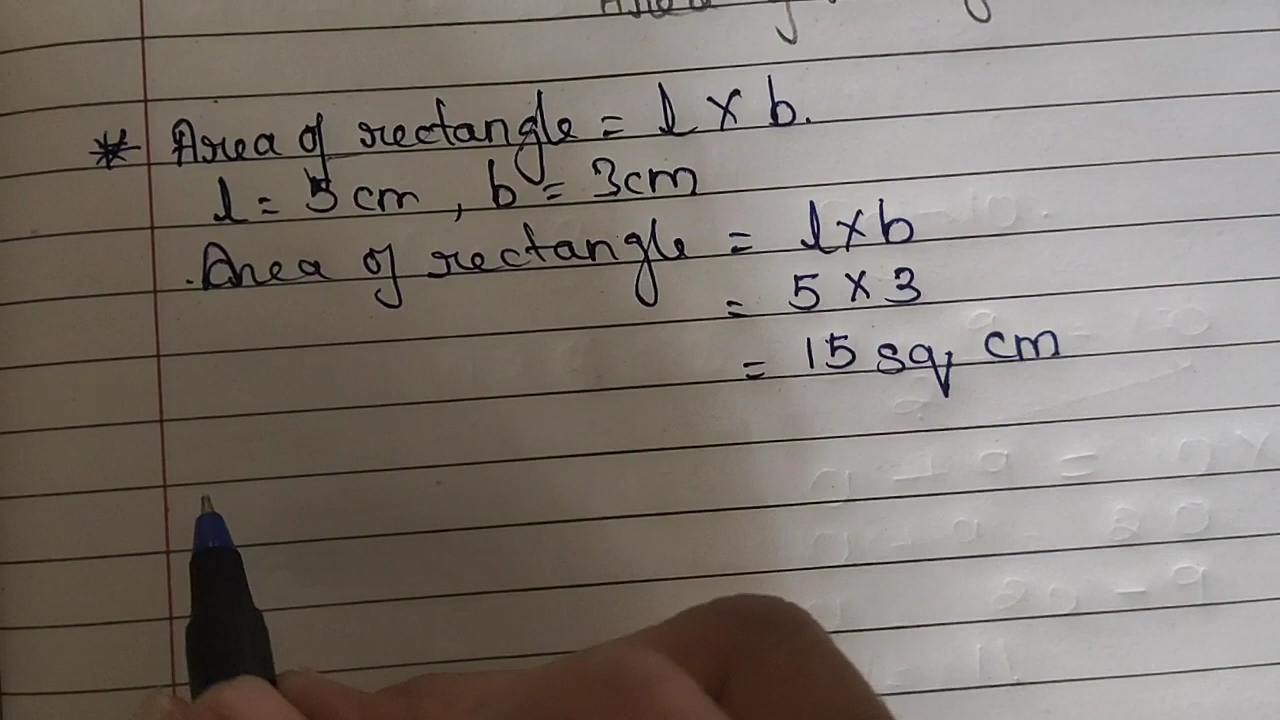 * Area of rectangle = l x b.
l = 5 cm, b = 3cm
Area of rectangle = l x b
= 5 x 3
= 15 sq cm